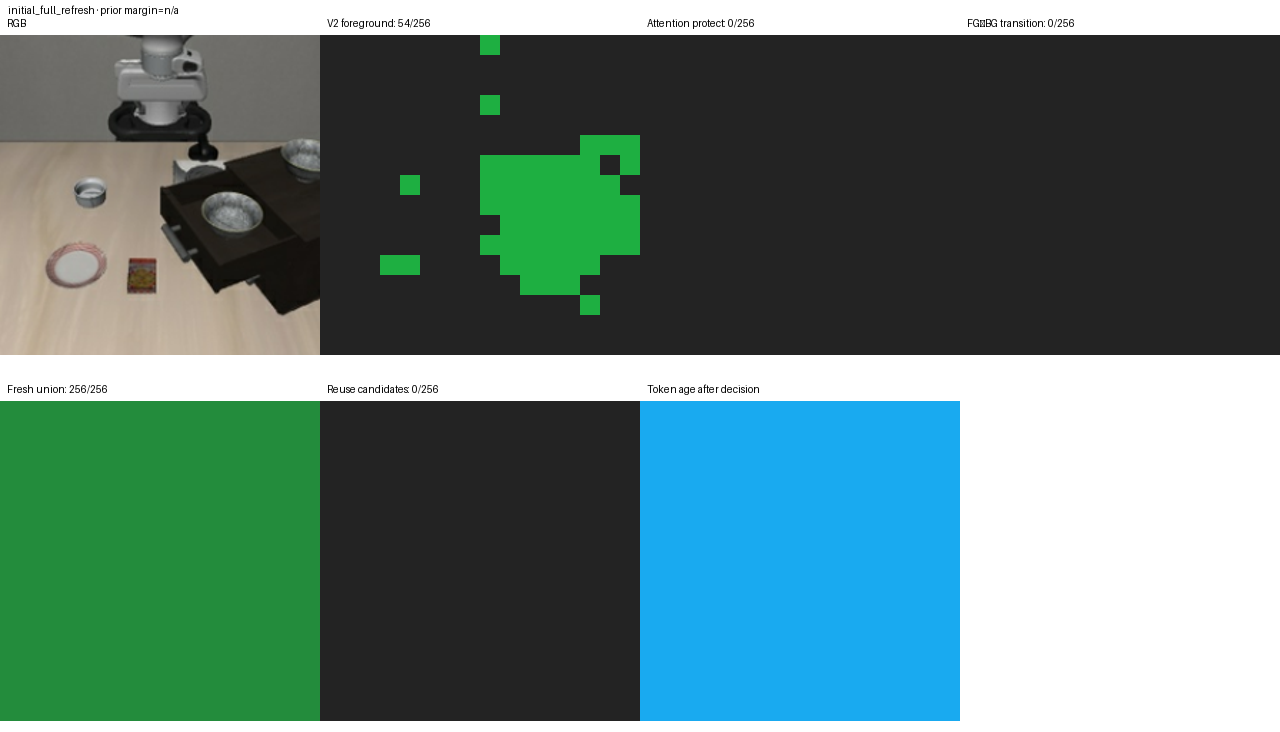 initial_full_refresh · prior margin=n/a
RGB
V2 foreground: 54/256
Attention protect: 0/256
transition: 0/256
Fresh union: 256/256
Reuse candidates: 0/256
Token age after decision